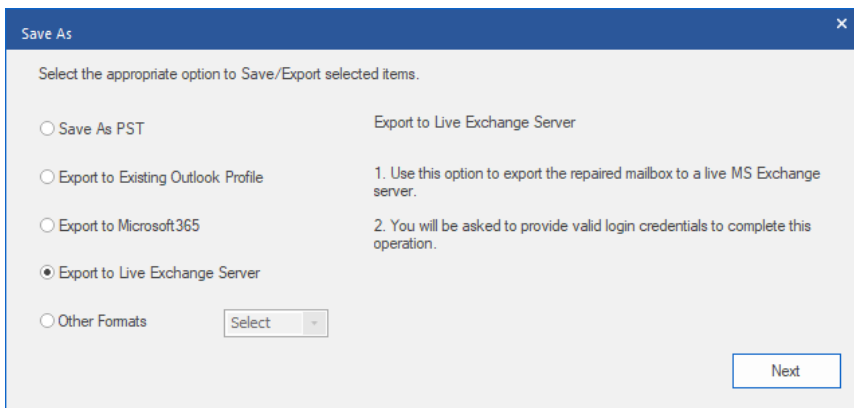 Save As
Select the appropriate option to Save/Export selected items.
Save As PST
Export to Existing Outlook Profile
Export to Microsoft365
Export to Live Exchange Server
Other Formats
Select
Export to Live Exchange Server
1. Use this option to export the repaired mailbox to a live MS Exchange
server.
2. You will be asked to provide valid login credentials to complete this
operation.
Next